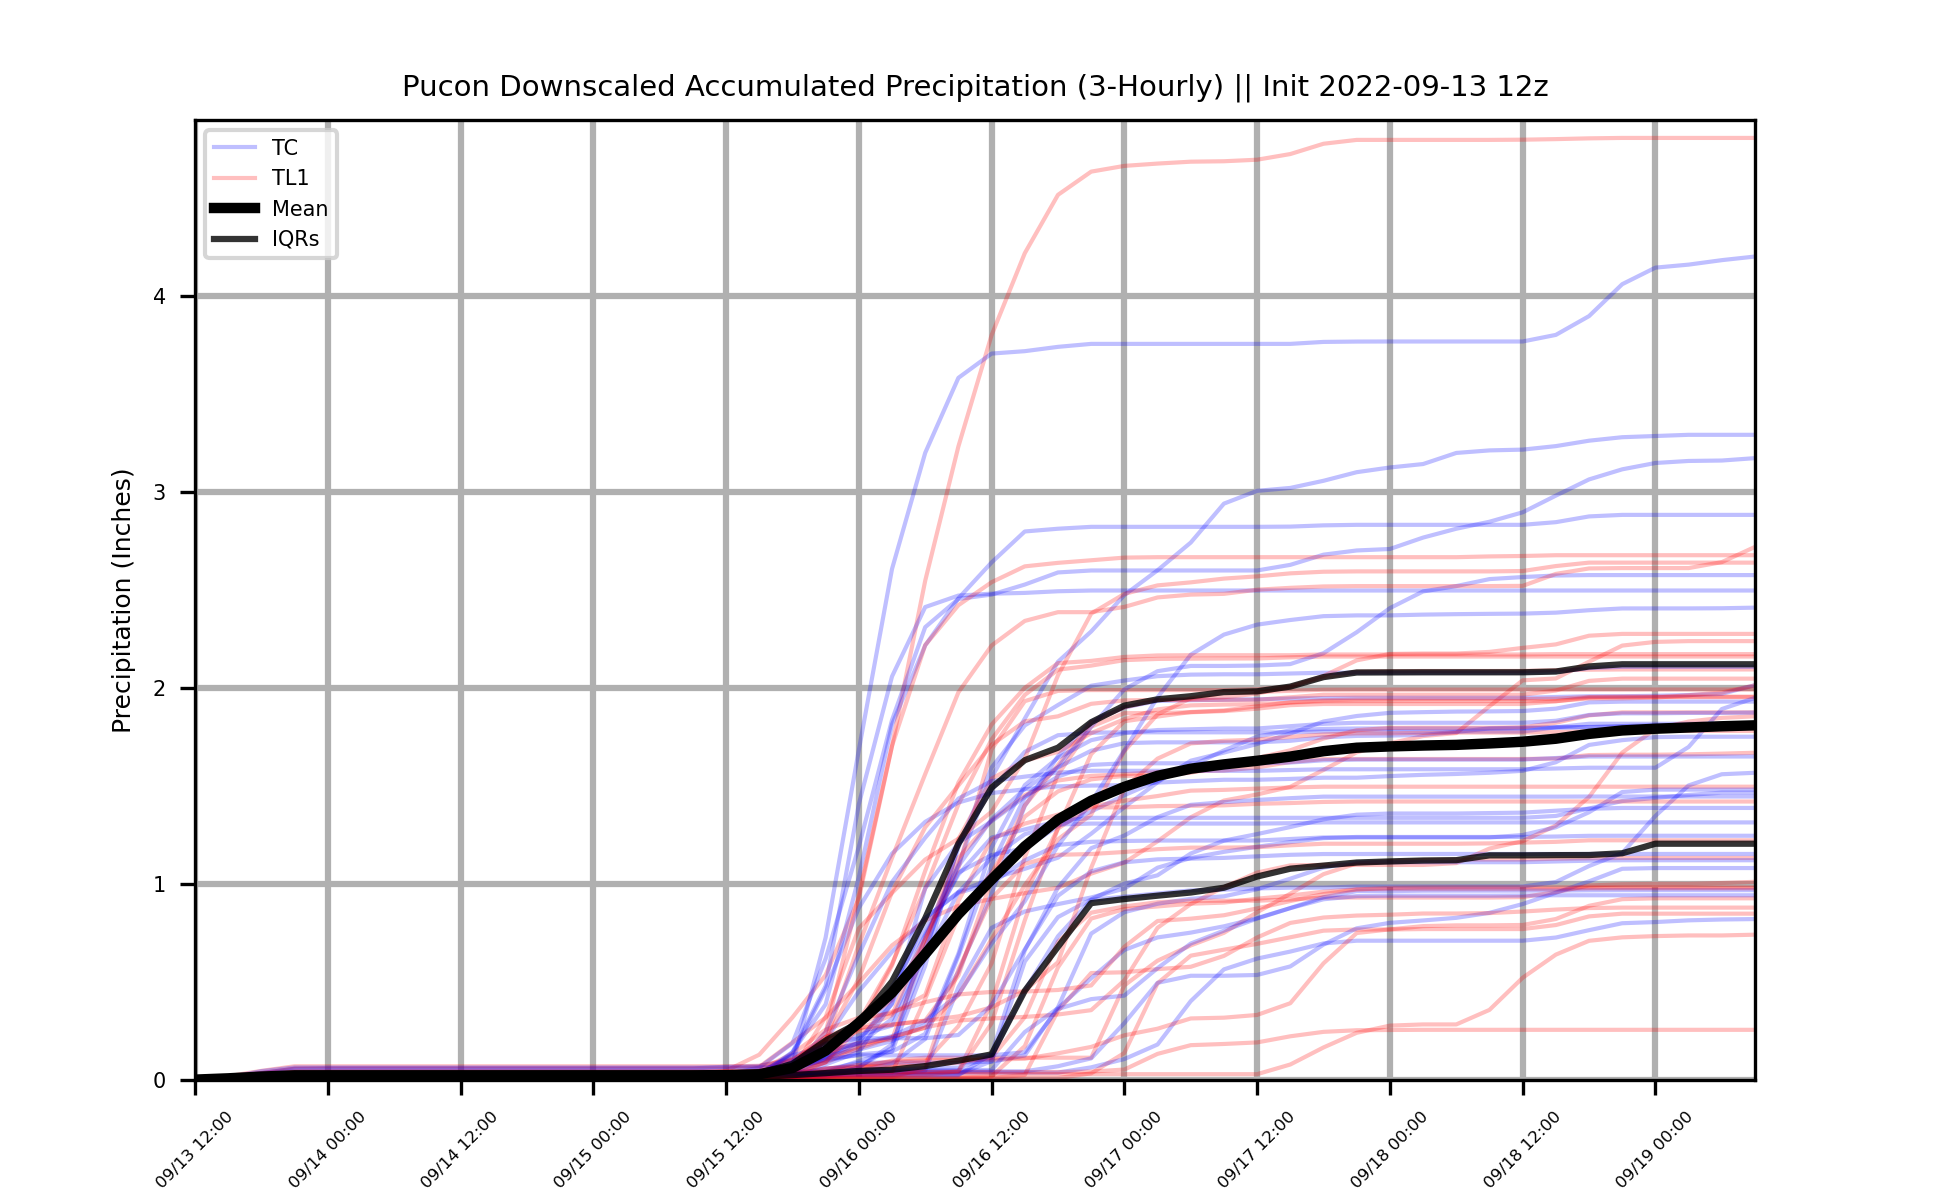 Pucon Downscaled Accumulated Precipitation (3-Hourly) || Init 2022-09-13 12z
TC
TL1
Mean
IQRs
Precipitation (Inches)
4
3
2
1
0
09/13 12:00
09/14 00:00
09/14 12:00
09/15 00:00
09/15 12:00
09/16 00:00
09/16 12:00
09/17 00:00
09/17 12:00
09/18 00:00
09/18 12:00
09/19 00:00